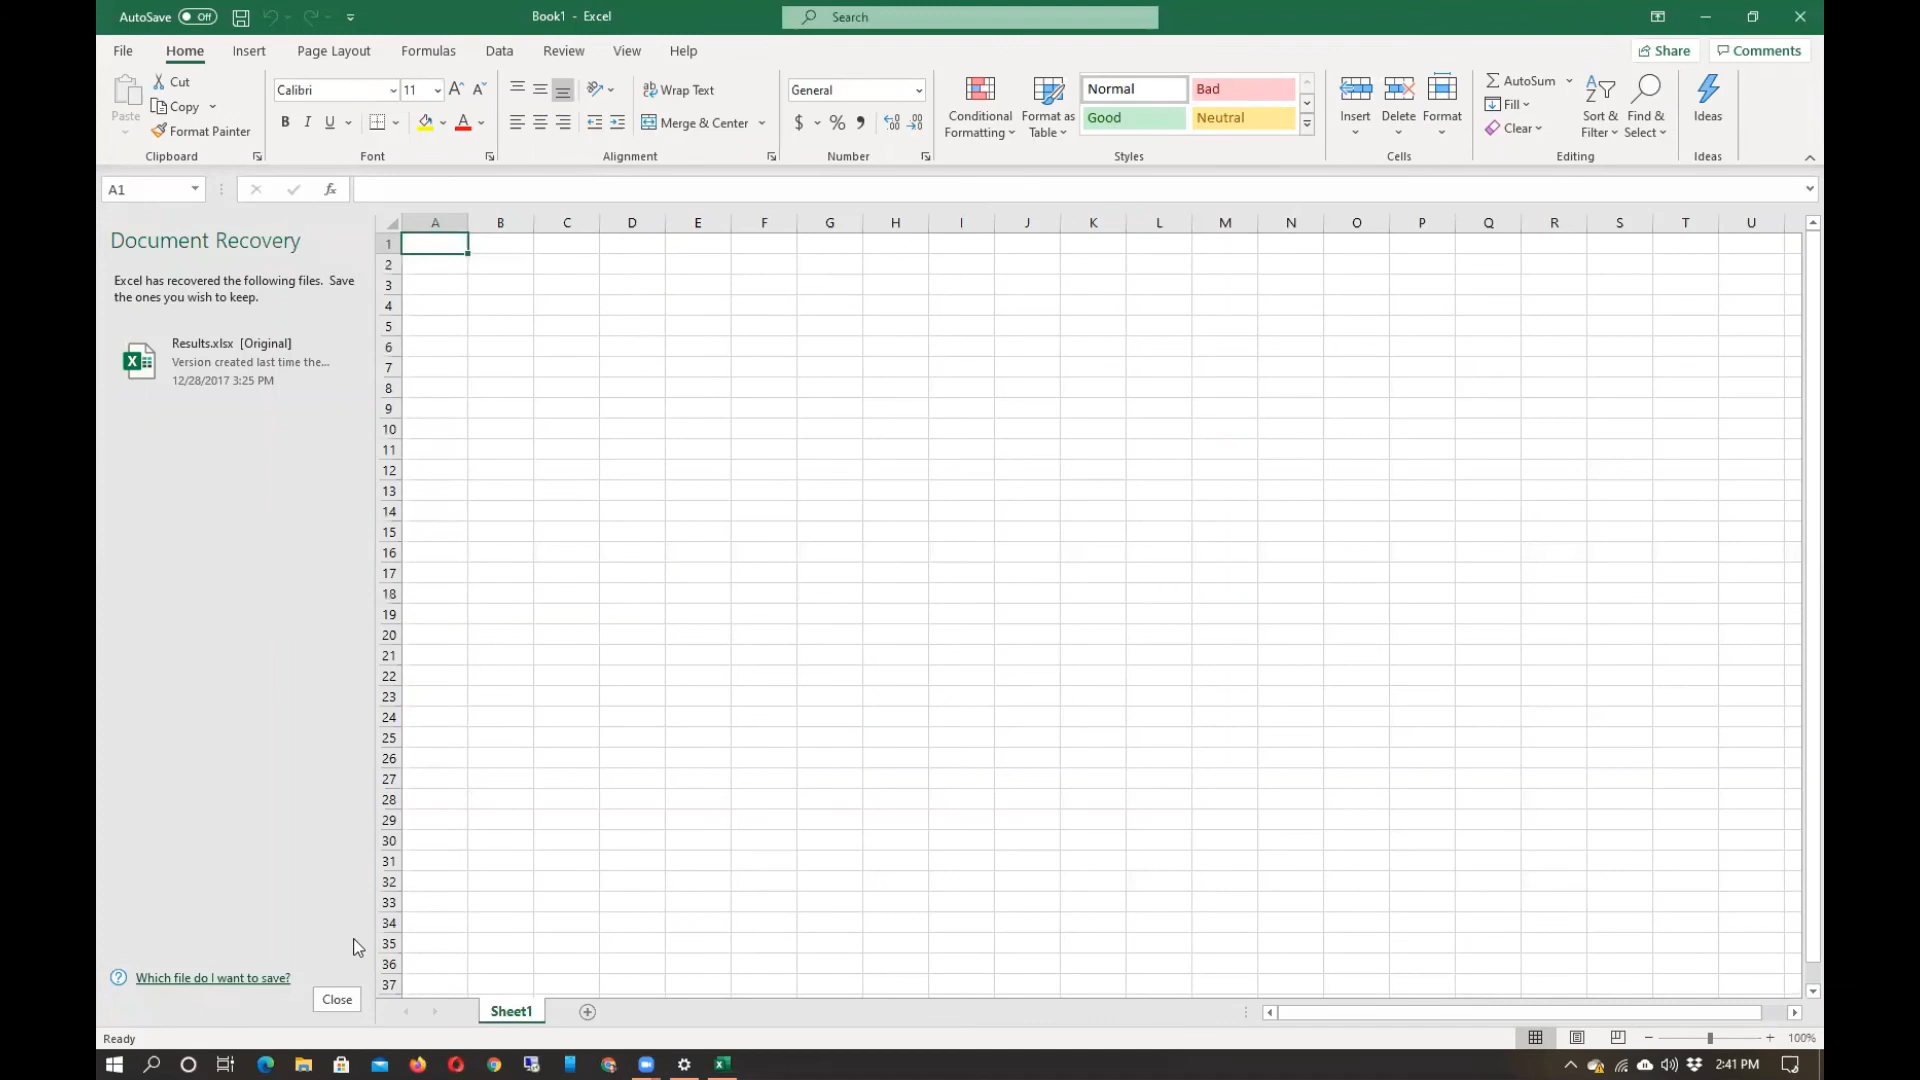 AutoSave Off Book1 - Excel Search
File Home Insert Page Layout Formulas Data Review View Help Share Comments
Paste
Cut
Copy
Format Painter
Clipboard
Calibri 11
B I U A
Font
Wrap Text
Merge & Center
Alignment
General
$ % ,
Number
Conditional
Formatting
Format as
Table
Normal Bad
Good Neutral
Styles
Insert Delete Format
Cells
AutoSum
Fill
Clear
Sort &
Filter
Find &
Select
Editing
Ideas
Ideas
A1 fx
Document Recovery
Excel has recovered the following files. Save
the ones you wish to keep.
Results.xlsx [Original]
Version created last time the...
12/28/2017 3:25 PM
Which file do I want to save?
Close
A B C D E F G H I J K L M N O P Q R S T U
1
2
3
4
5
6
7
8
9
10
11
12
13
14
15
16
17
18
19
20
21
22
23
24
25
26
27
28
29
30
31
32
33
34
35
36
37
Sheet1
Ready 100%
2:41 PM